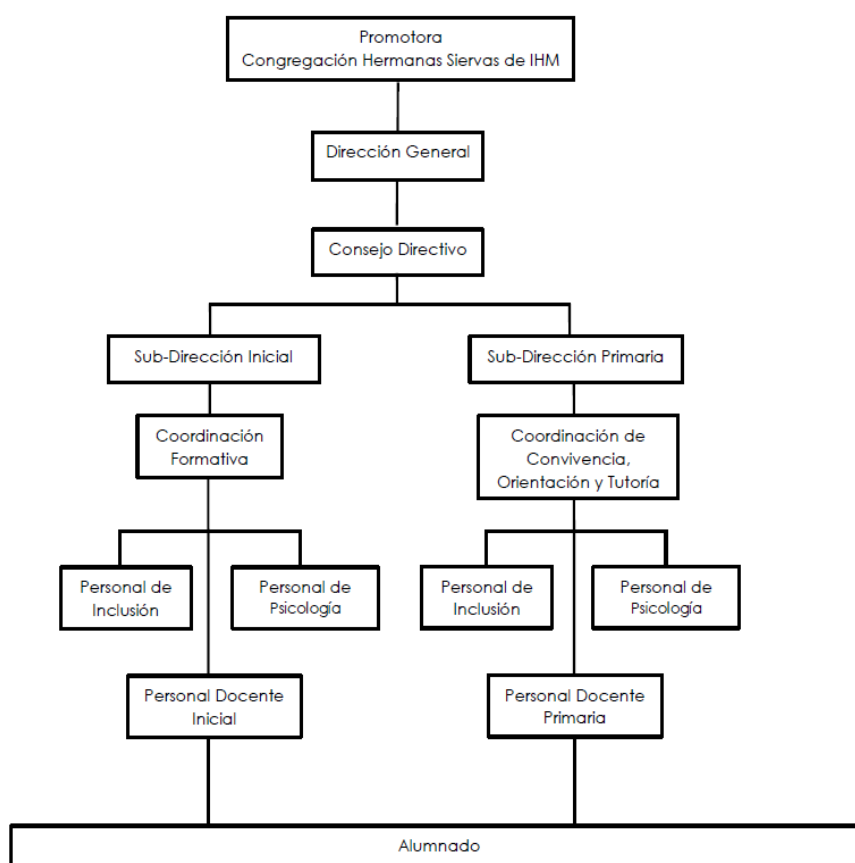 Promotora
Congregación Hermanas Siervas de IHM
Dirección General
Consejo Directivo
Sub-Dirección Inicial
Sub-Dirección Primaria
Coordinación
Formativa
Coordinación de
Convivencia,
Orientación y Tutoría
Personal de
Inclusión
Personal de
Psicología
Personal de
Inclusión
Personal de
Psicología
Personal Docente
Inicial
Personal Docente
Primaria
Alumnado